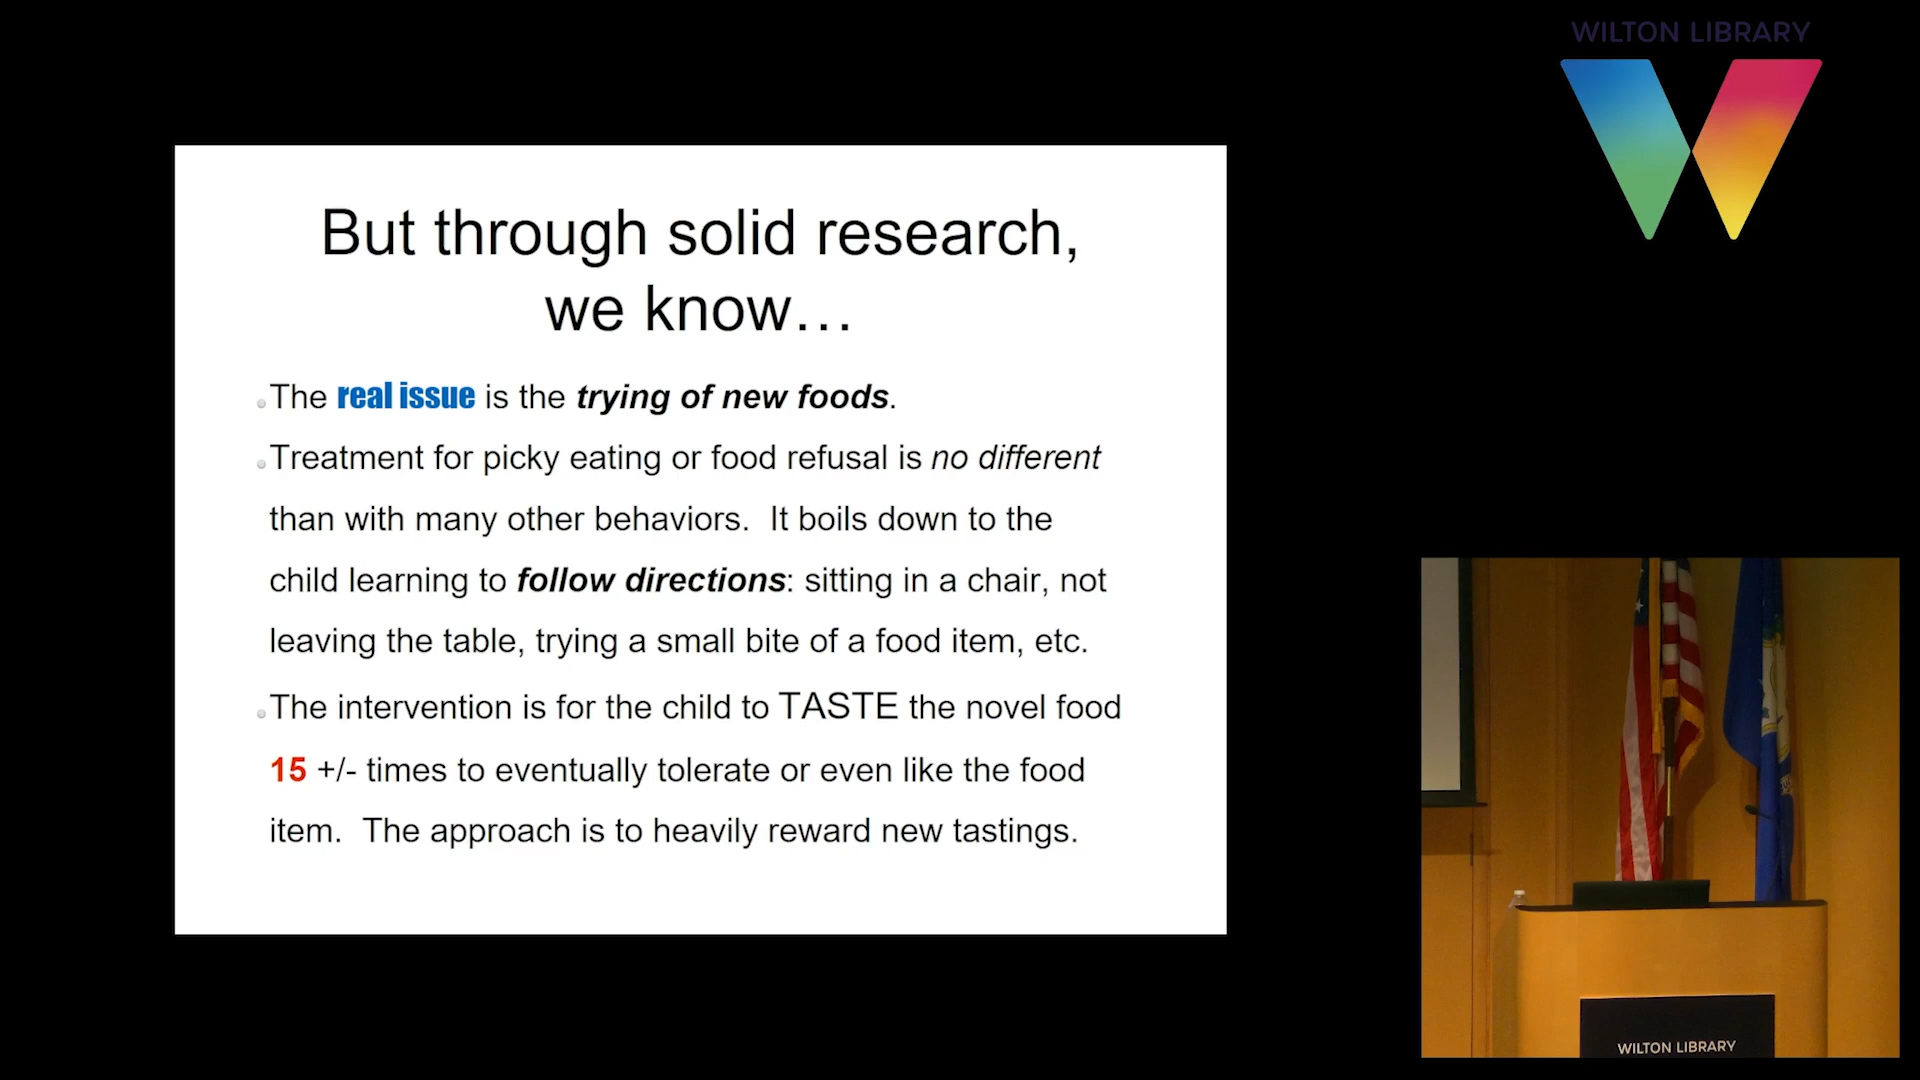 WILTON LIBRARY
But through solid research,
we know…
The real issue is the trying of new foods.
Treatment for picky eating or food refusal is no different
than with many other behaviors. It boils down to the
child learning to follow directions: sitting in a chair, not
leaving the table, trying a small bite of a food item, etc.
The intervention is for the child to TASTE the novel food
15 +/- times to eventually tolerate or even like the food
item. The approach is to heavily reward new tastings.
WILTON LIBRARY